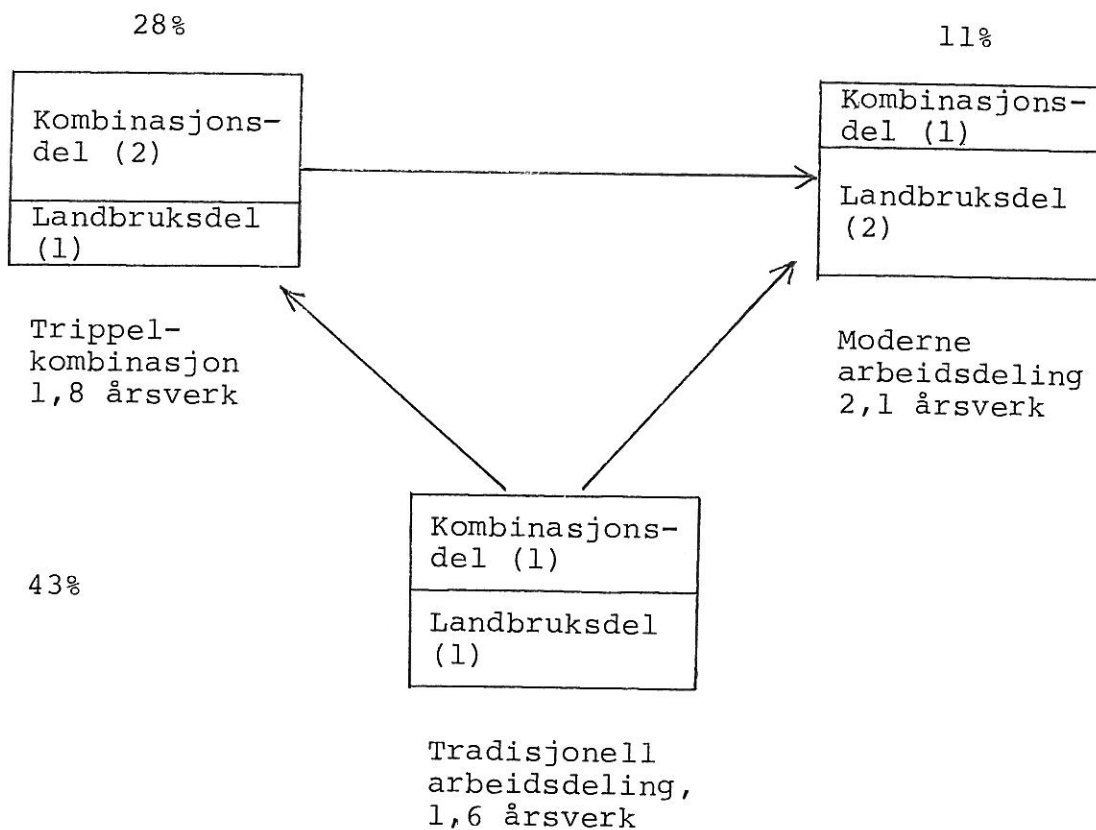 28%
11%
Kombinasjons-
del (2)
Landbruksdel
(1)
Kombinasjons-
del (1)
Landbruksdel
(2)
Trippel-
kombinasjon
1,8 årsverk
Moderne
arbeidsdeling
2,1 årsverk
43%
Kombinasjons-
del (1)
Landbruksdel
(1)
Tradisjonell
arbeidsdeling,
1,6 årsverk